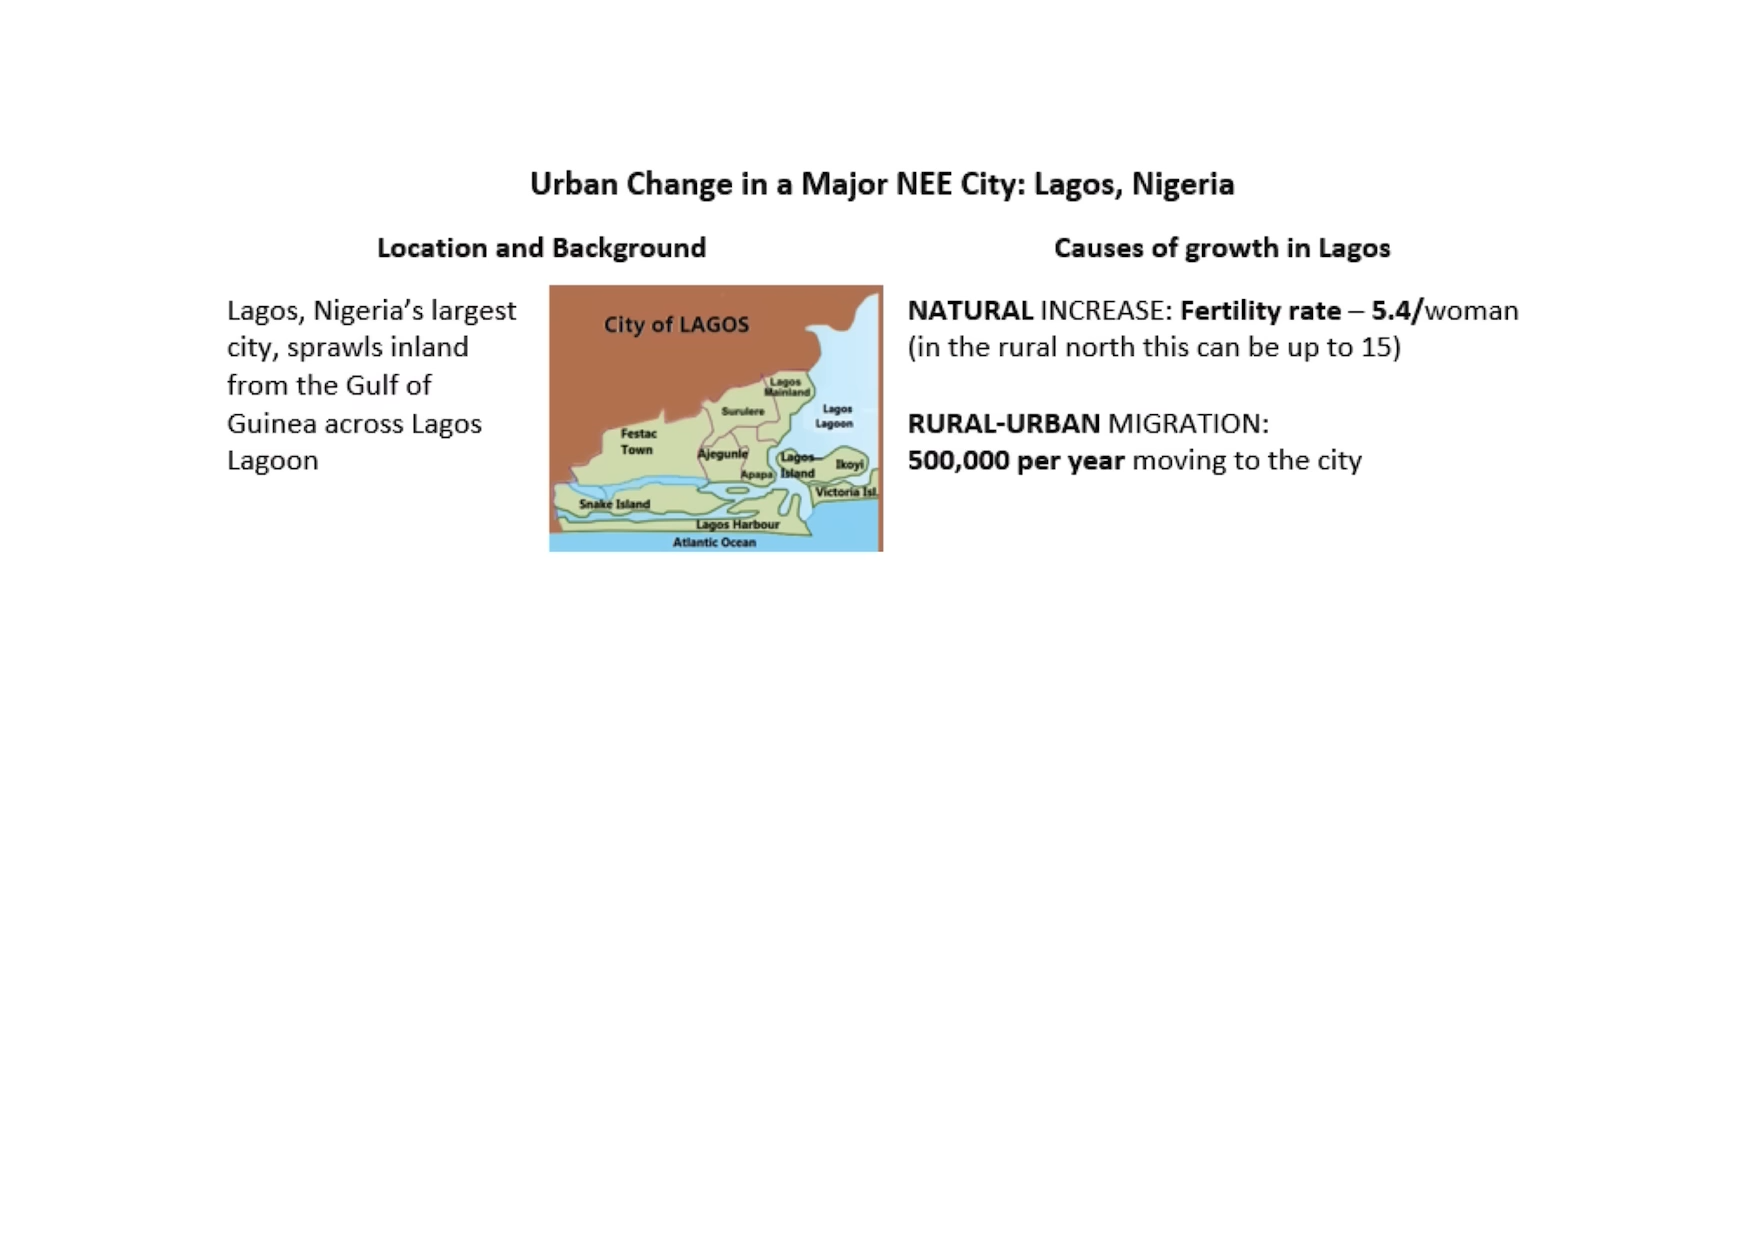 Urban Change in a Major NEE City: Lagos, Nigeria
Location and Background
Lagos, Nigeria’s largest
city, sprawls inland
from the Gulf of
Guinea across Lagos
Lagoon
City of LAGOS
Lagos
Mainland
Surulere
Lagos
Lagoon
Festac
Town
Ajegunle
Lagos
Island
Ikoyi
Apapa
Victoria Isl.
Snake Island
Lagos Harbour
Atlantic Ocean
Causes of growth in Lagos
NATURAL INCREASE: Fertility rate – 5.4/woman
(in the rural north this can be up to 15)
RURAL-URBAN MIGRATION:
500,000 per year moving to the city